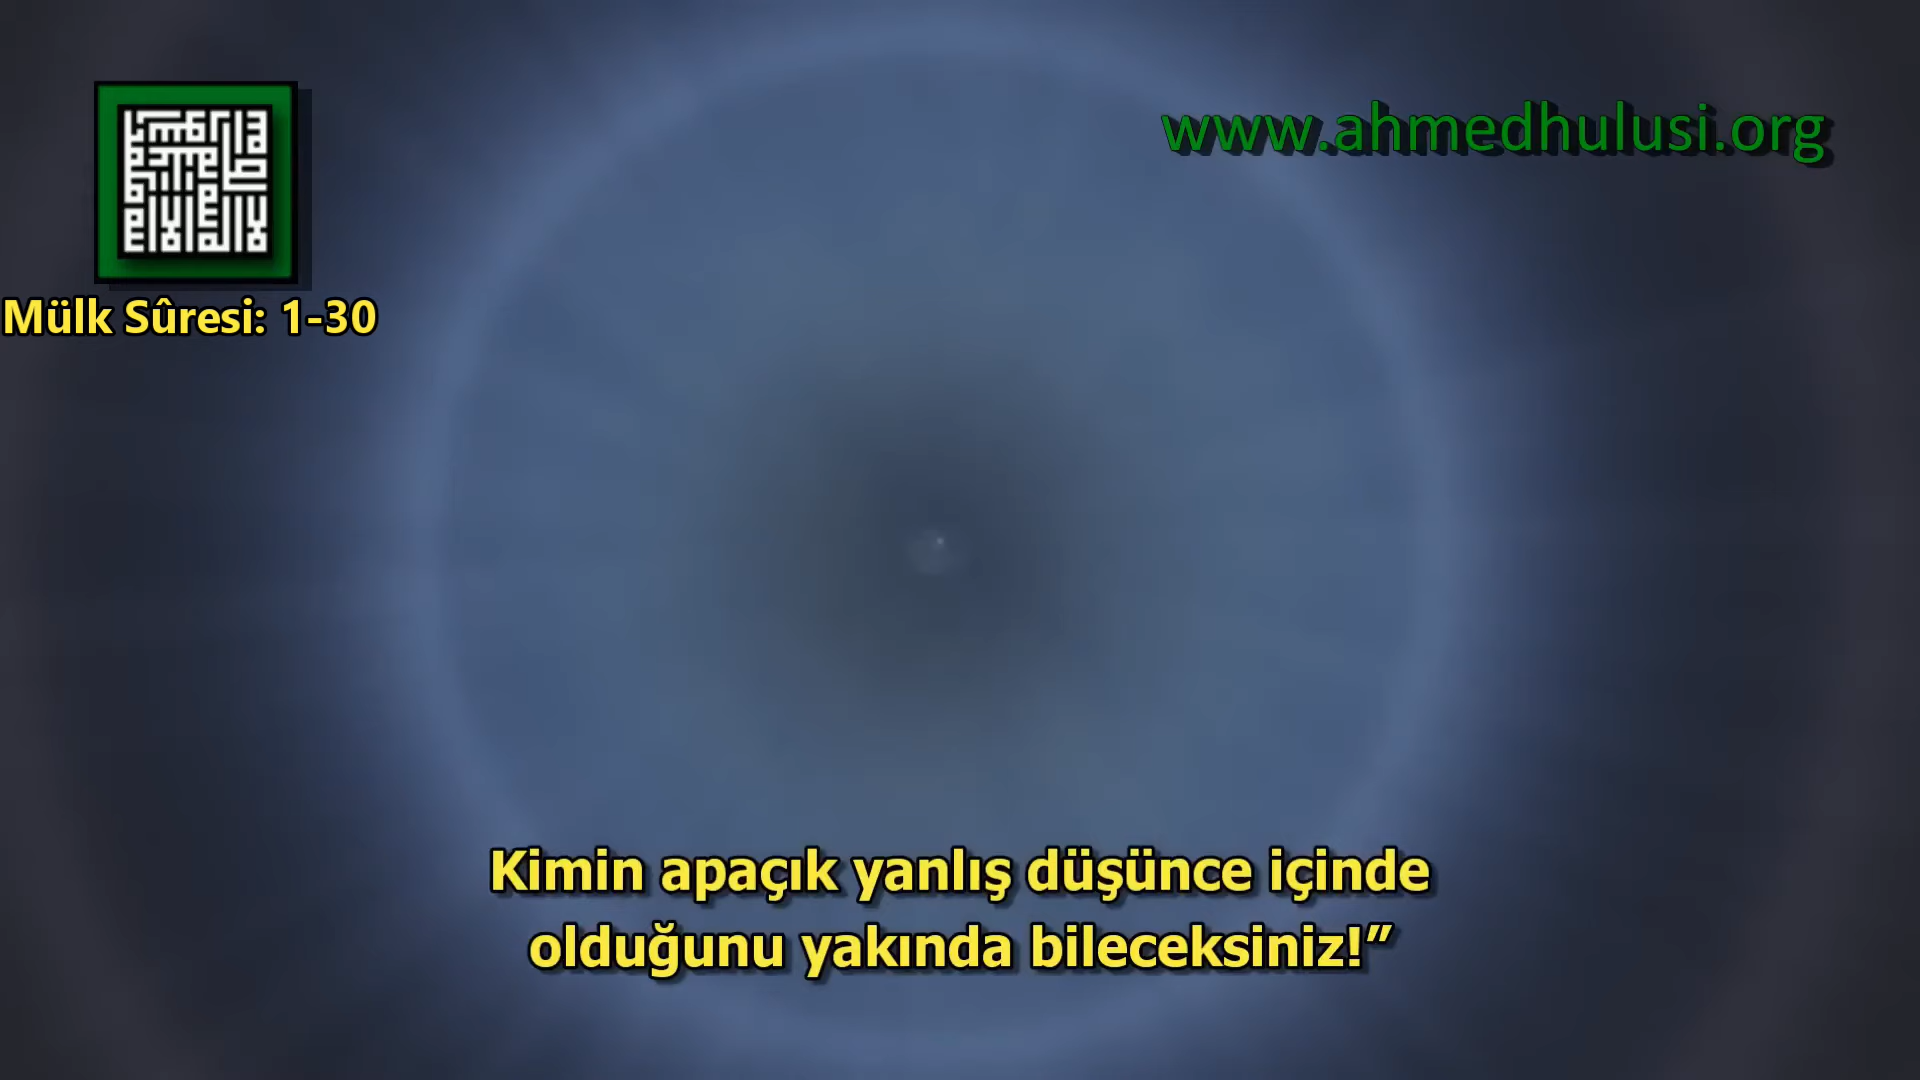 www.ahmedhulusi.org
Mülk Sûresi: 1-30
Kimin apaçık yanlış düşünce içinde
olduğunu yakında bileceksiniz!”